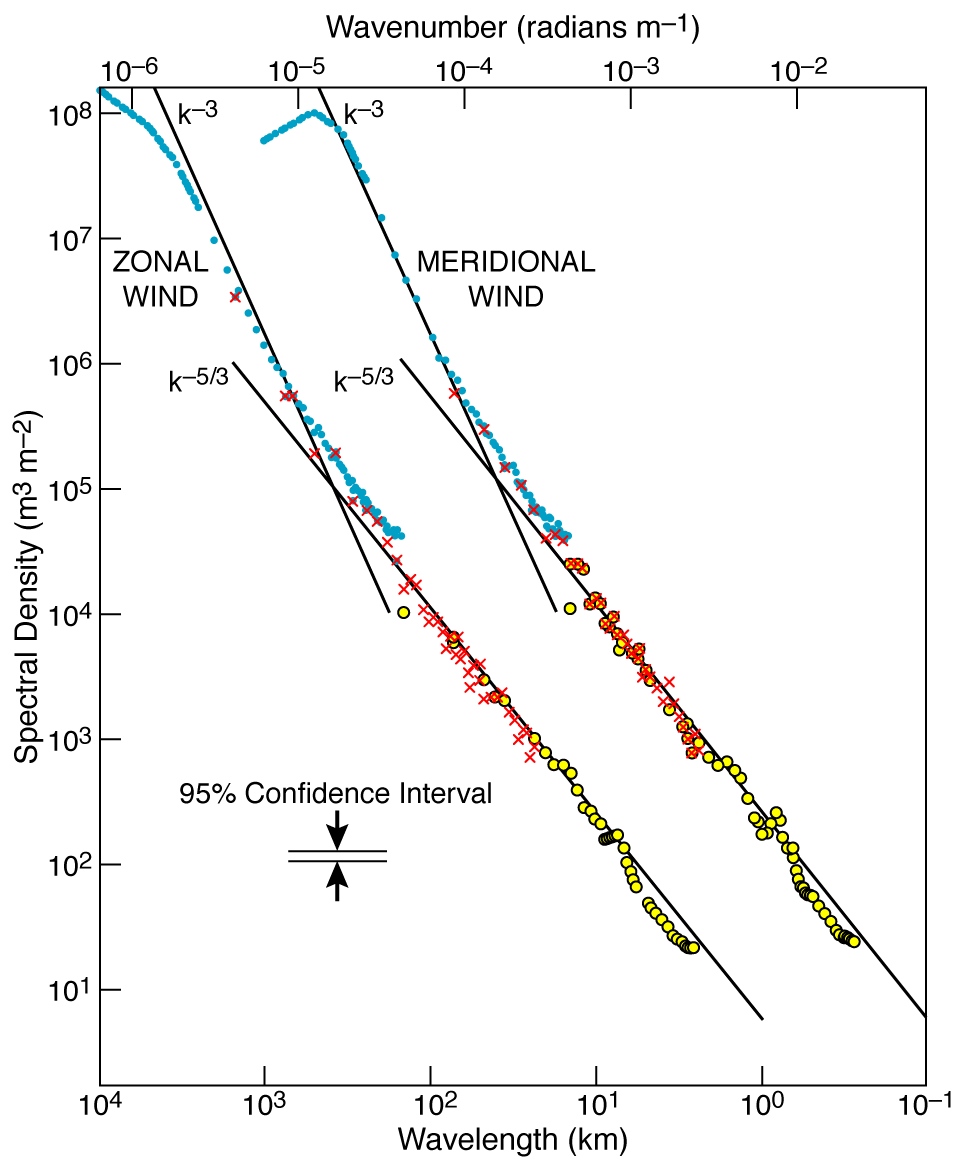 Wavenumber (radians m⁻¹)
10⁻⁶ 10⁻⁵ 10⁻⁴ 10⁻³ 10⁻²
10⁸
k⁻³ k⁻³
10⁷
ZONAL
WIND
MERIDIONAL
WIND
10⁶
k⁻⁵/³ k⁻⁵/³
10⁵
10⁴
10³
Spectral Density (m³ m⁻²)
95% Confidence Interval
10²
10¹
10⁴ 10³ 10² 10¹ 10⁰ 10⁻¹
Wavelength (km)